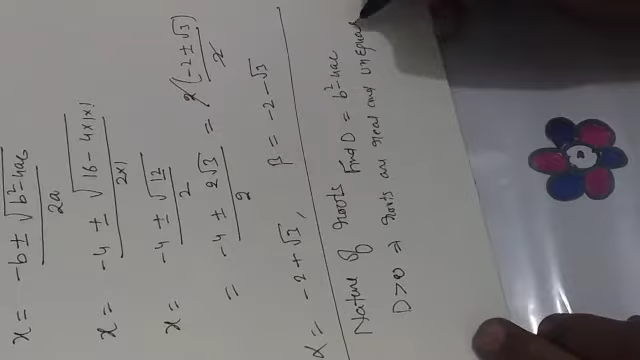 x = -b ± √b²-4ac / 2a
x = -4 ± √16 - 4×1×1 / 2×1
x = -4 ± √12 / 2
= -4 ± 2√3 / 2 = 2(-2 ± √3) / 2
α = -2+√3, β = -2-√3
Nature of roots Find D = b²-4ac
D>0 ⇒ roots are real and unequal